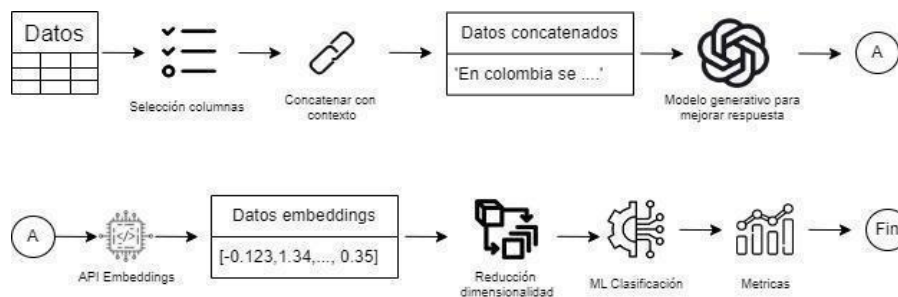 Datos
Selección columnas
Concatenar con
contexto
Datos concatenados
'En colombia se ....'
Modelo generativo para
mejorar respuesta
A
A
API Embeddings
Datos embeddings
[-0.123,1.34,..., 0.35]
Reducción
dimensionalidad
ML Clasificación
Metricas
Fin